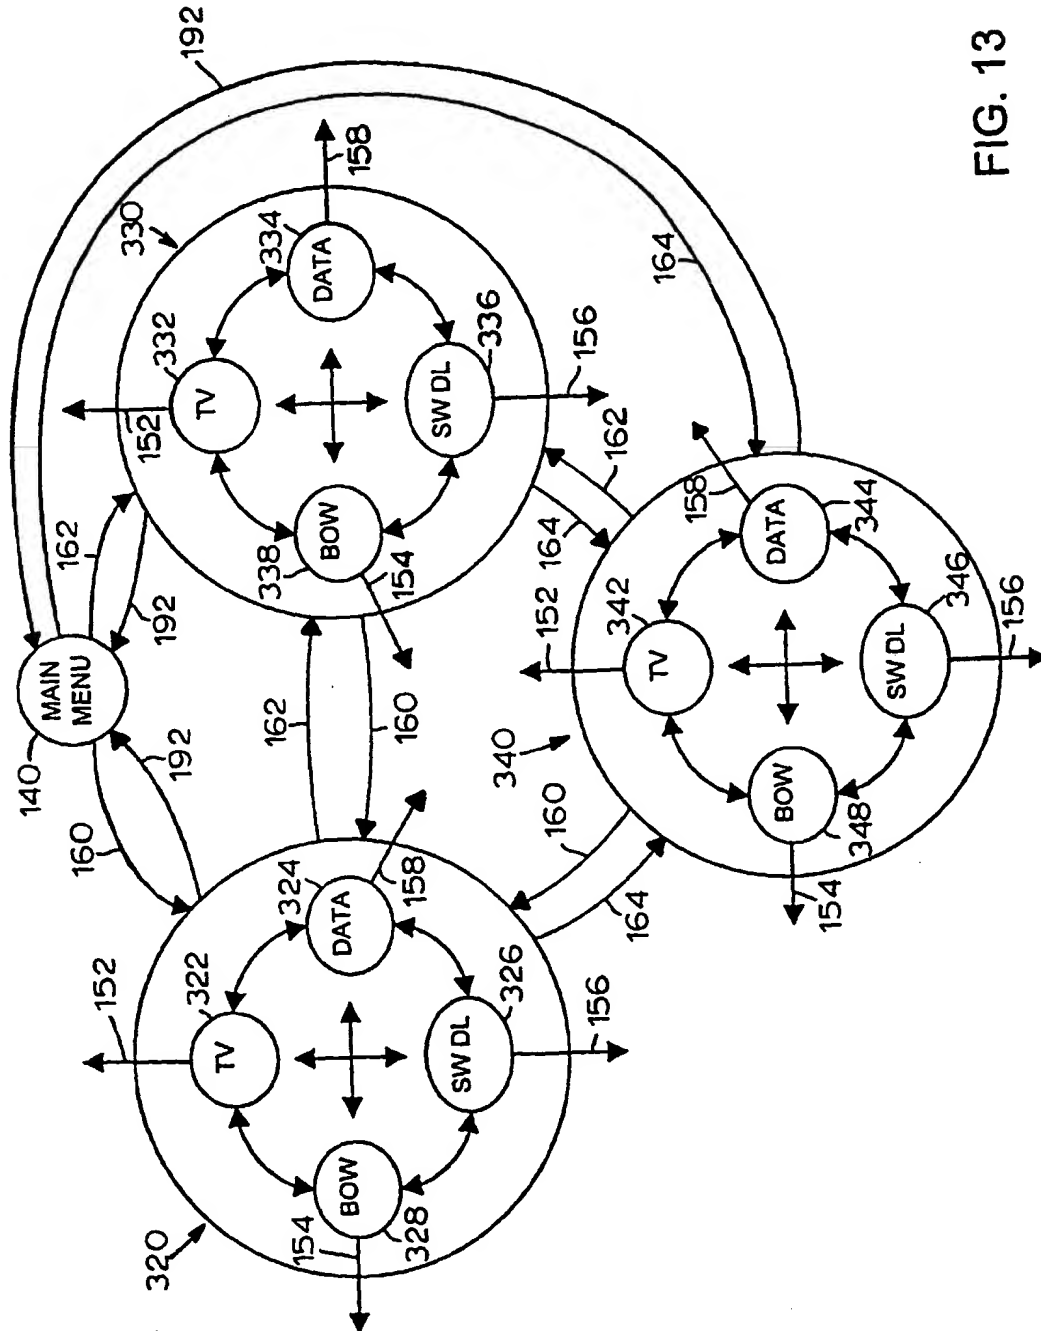 192
140
MAIN
MENU
160
192
162
192
330
152
332
TV
334
DATA
158
338
BOW
336
SW DL
154
156
162
160
164
162
164
320
152
322
TV
324
DATA
158
328
BOW
326
SW DL
154
156
160
164
340
152
342
TV
344
DATA
158
348
BOW
346
SW DL
154
156
FIG. 13